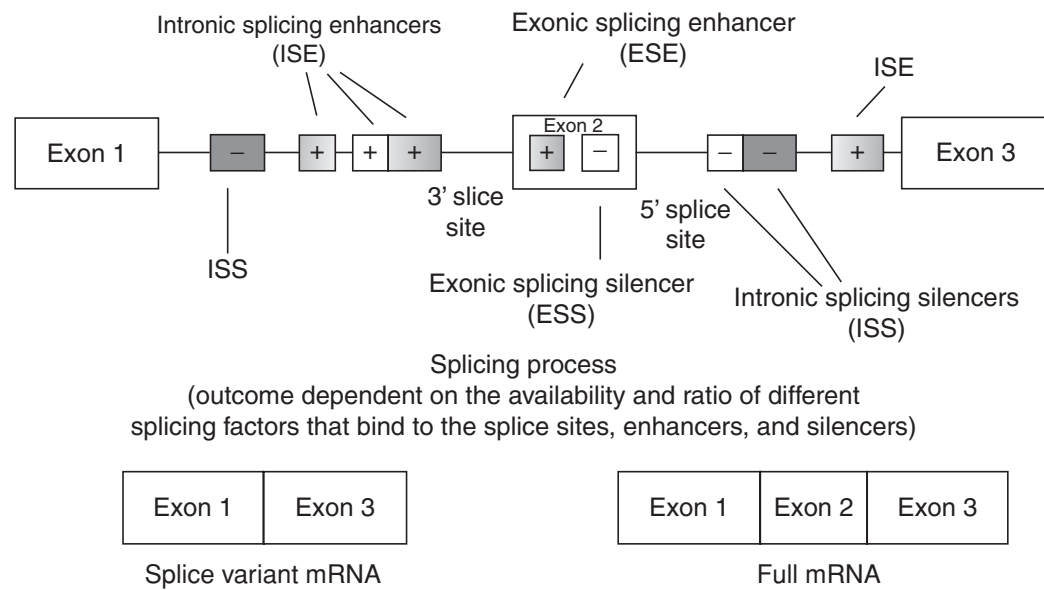 Intronic splicing enhancers
(ISE)
Exonic splicing enhancer
(ESE)
ISE
Exon 1
–
+
+
+
Exon 2
+
–
–
–
+
Exon 3
3’ slice
site
5’ splice
site
ISS
Exonic splicing silencer
(ESS)
Intronic splicing silencers
(ISS)
Splicing process
(outcome dependent on the availability and ratio of different
splicing factors that bind to the splice sites, enhancers, and silencers)
Exon 1 Exon 3
Exon 1 Exon 2 Exon 3
Splice variant mRNA
Full mRNA